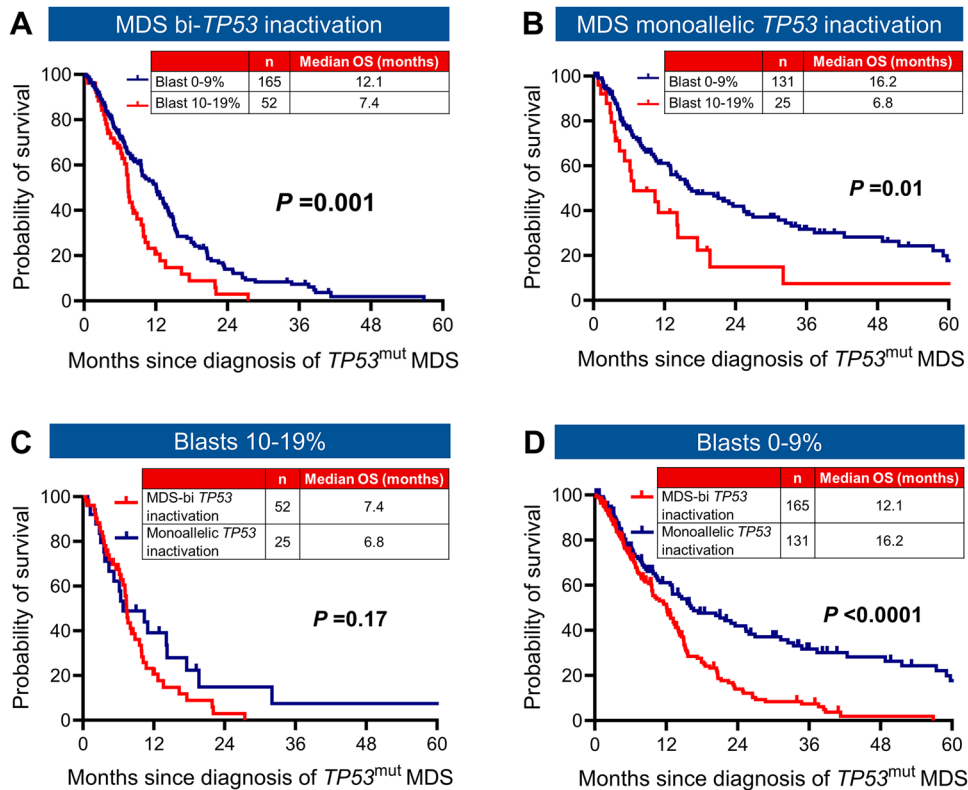 A
MDS bi-TP53 inactivation
n Median OS (months)
Blast 0-9% 165 12.1
Blast 10-19% 52 7.4
Probability of survival
100
80
60
40
20
0
P =0.001
0 12 24 36 48 60
Months since diagnosis of TP53mut MDS
B
MDS monoallelic TP53 inactivation
n Median OS (months)
Blast 0-9% 131 16.2
Blast 10-19% 25 6.8
Probability of survival
100
80
60
40
20
0
P =0.01
0 12 24 36 48 60
Months since diagnosis of TP53mut MDS
C
Blasts 10-19%
n Median OS (months)
MDS-bi TP53
inactivation 52 7.4
Monoallelic TP53
inactivation 25 6.8
Probability of survival
100
80
60
40
20
0
P =0.17
0 12 24 36 48 60
Months since diagnosis of TP53mut MDS
D
Blasts 0-9%
n Median OS (months)
MDS-bi TP53
inactivation 165 12.1
Monoallelic TP53
inactivation 131 16.2
Probability of survival
100
80
60
40
20
0
P <0.0001
0 12 24 36 48 60
Months since diagnosis of TP53mut MDS